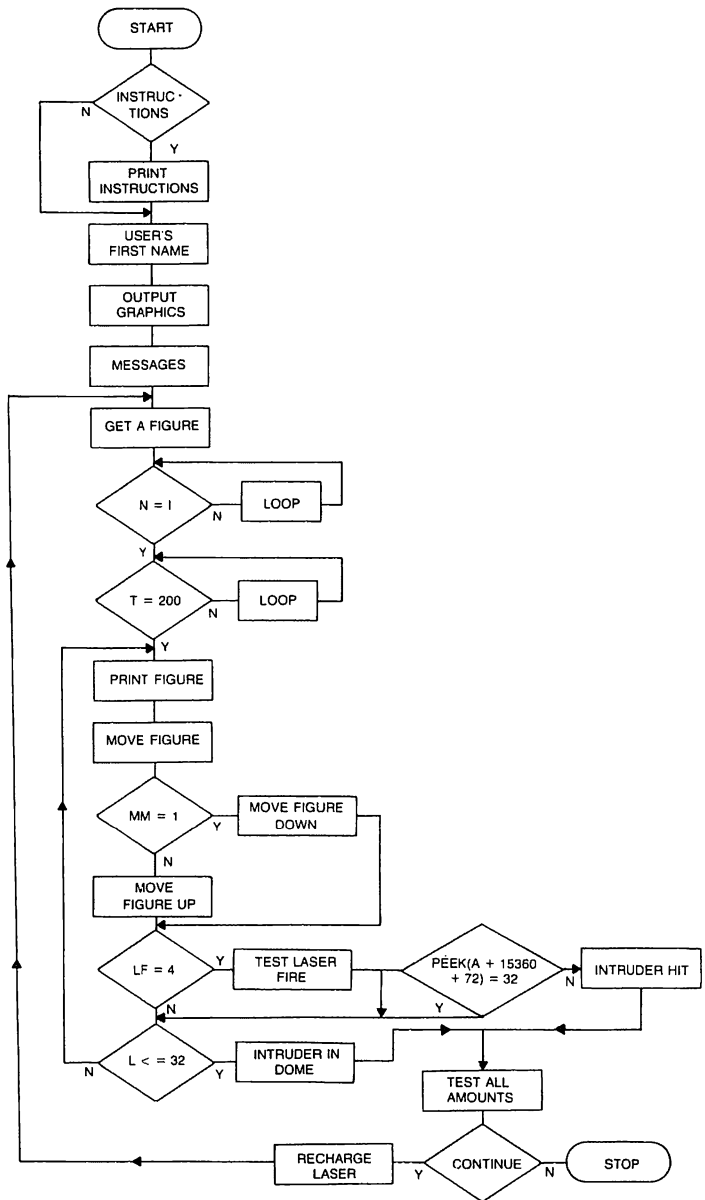 START
INSTRUC-
TIONS
N
Y
PRINT
INSTRUCTIONS
USER'S
FIRST NAME
OUTPUT
GRAPHICS
MESSAGES
GET A FIGURE
N = I
N
LOOP
Y
T = 200
N
LOOP
Y
PRINT FIGURE
MOVE FIGURE
MM = 1
Y
MOVE FIGURE
DOWN
N
MOVE
FIGURE UP
LF = 4
Y
TEST LASER
FIRE
PEEK(A + 15360
+ 72) = 32
N
INTRUDER HIT
Y
N
L < = 32
N
Y
INTRUDER IN
DOME
TEST ALL
AMOUNTS
RECHARGE
LASER
Y
CONTINUE
N
STOP